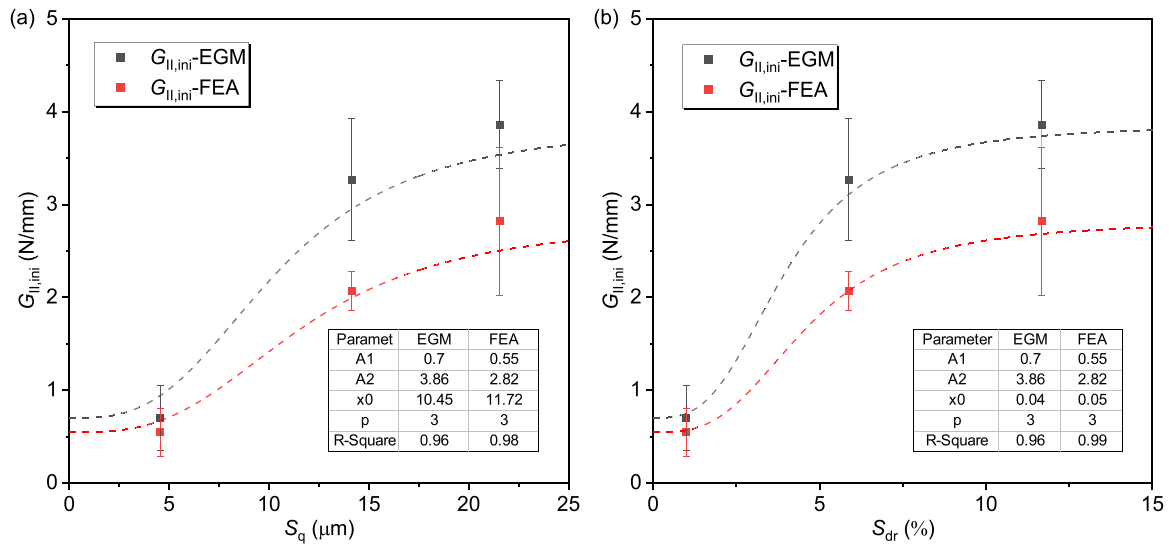 (a)
5
4
3
2
1
0
G_II,ini (N/mm)
G_II,ini-EGM
G_II,ini-FEA
Paramet EGM FEA
A1 0.7 0.55
A2 3.86 2.82
x0 10.45 11.72
p 3 3
R-Square 0.96 0.98
0 5 10 15 20 25
S_q (μm)
(b)
5
4
3
2
1
0
G_II,ini (N/mm)
G_II,ini-EGM
G_II,ini-FEA
Parameter EGM FEA
A1 0.7 0.55
A2 3.86 2.82
x0 0.04 0.05
p 3 3
R-Square 0.96 0.99
0 5 10 15
S_dr (%)